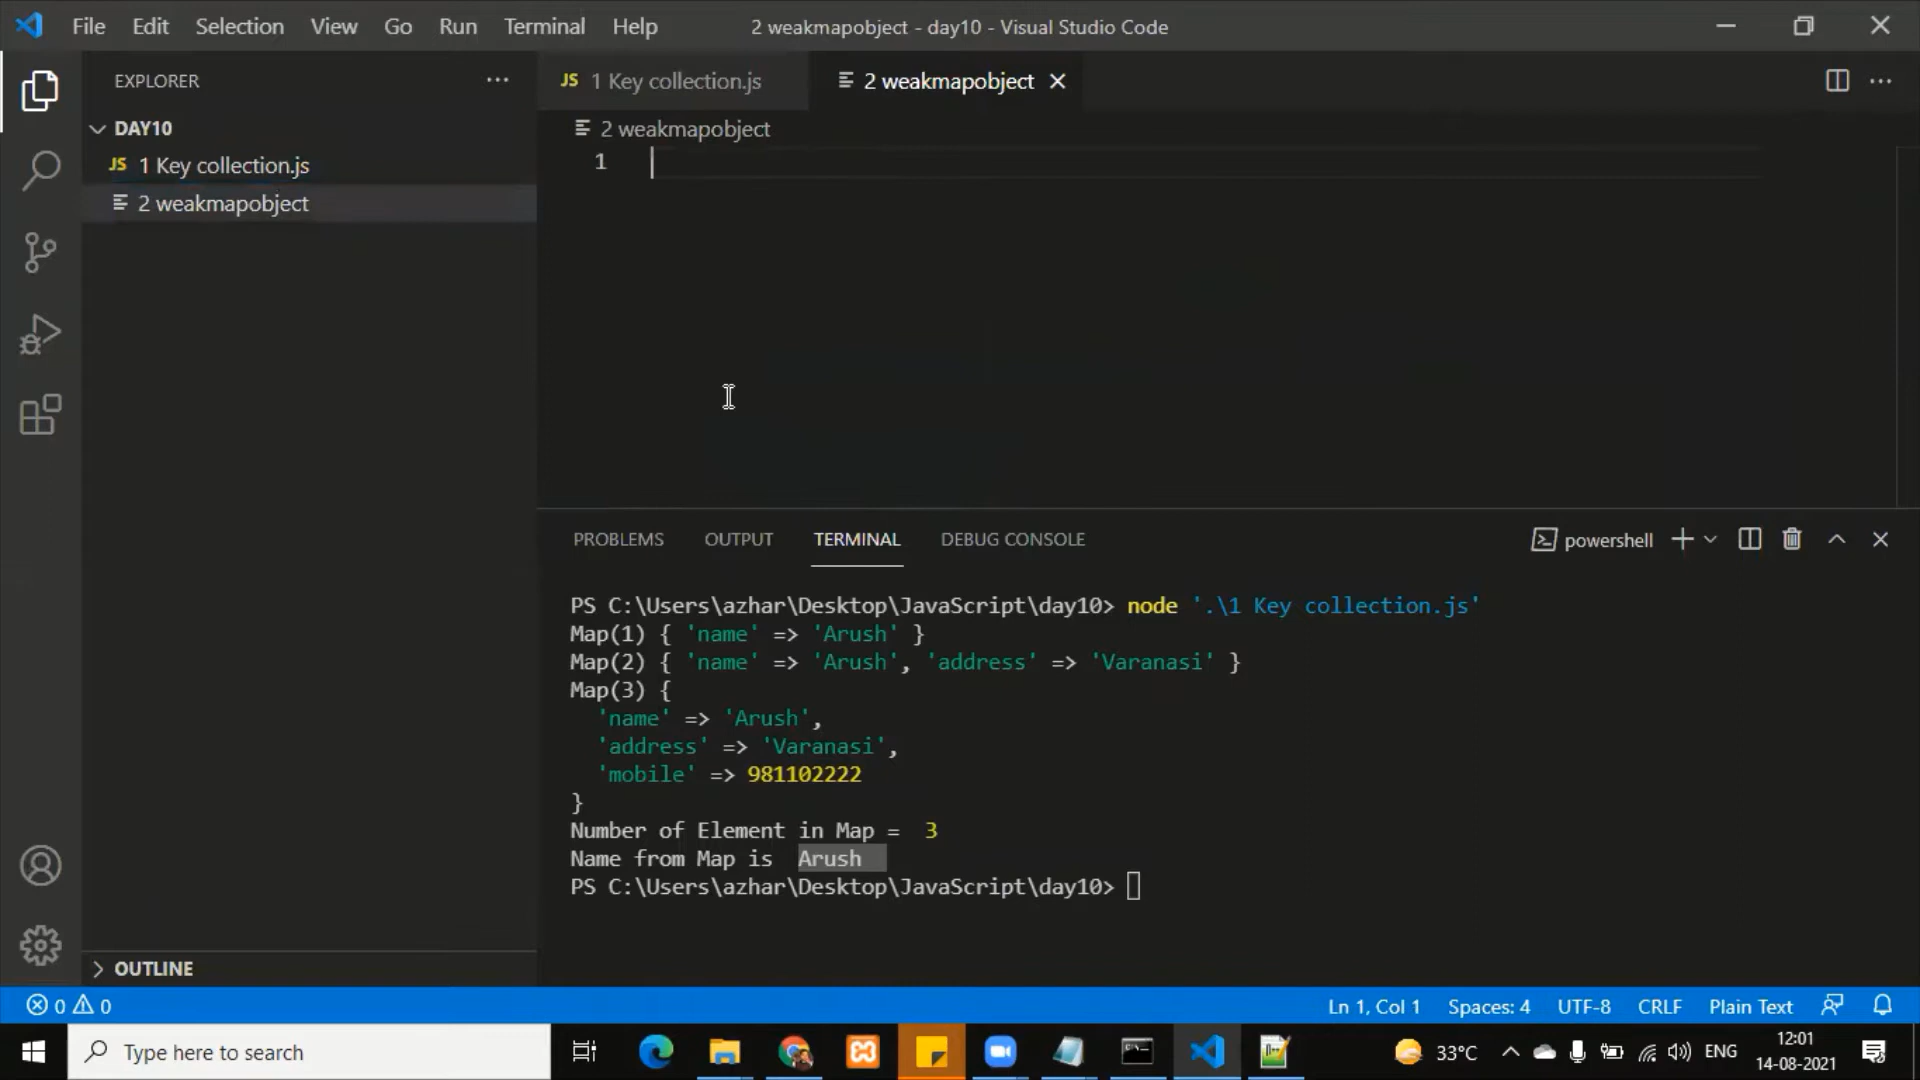 File Edit Selection View Go Run Terminal Help 2 weakmapobject - day10 - Visual Studio Code
EXPLORER
DAY10
JS 1 Key collection.js
2 weakmapobject
OUTLINE
JS 1 Key collection.js 2 weakmapobject
2 weakmapobject
1
PROBLEMS OUTPUT TERMINAL DEBUG CONSOLE powershell
PS C:\Users\azhar\Desktop\JavaScript\day10> node '.\1 Key collection.js'
Map(1) { 'name' => 'Arush' }
Map(2) { 'name' => 'Arush', 'address' => 'Varanasi' }
Map(3) {
'name' => 'Arush',
'address' => 'Varanasi',
'mobile' => 981102222
}
Number of Element in Map = 3
Name from Map is Arush
PS C:\Users\azhar\Desktop\JavaScript\day10>
0 0 Ln 1, Col 1 Spaces: 4 UTF-8 CRLF Plain Text
Type here to search 33°C ENG 12:01
14-08-2021